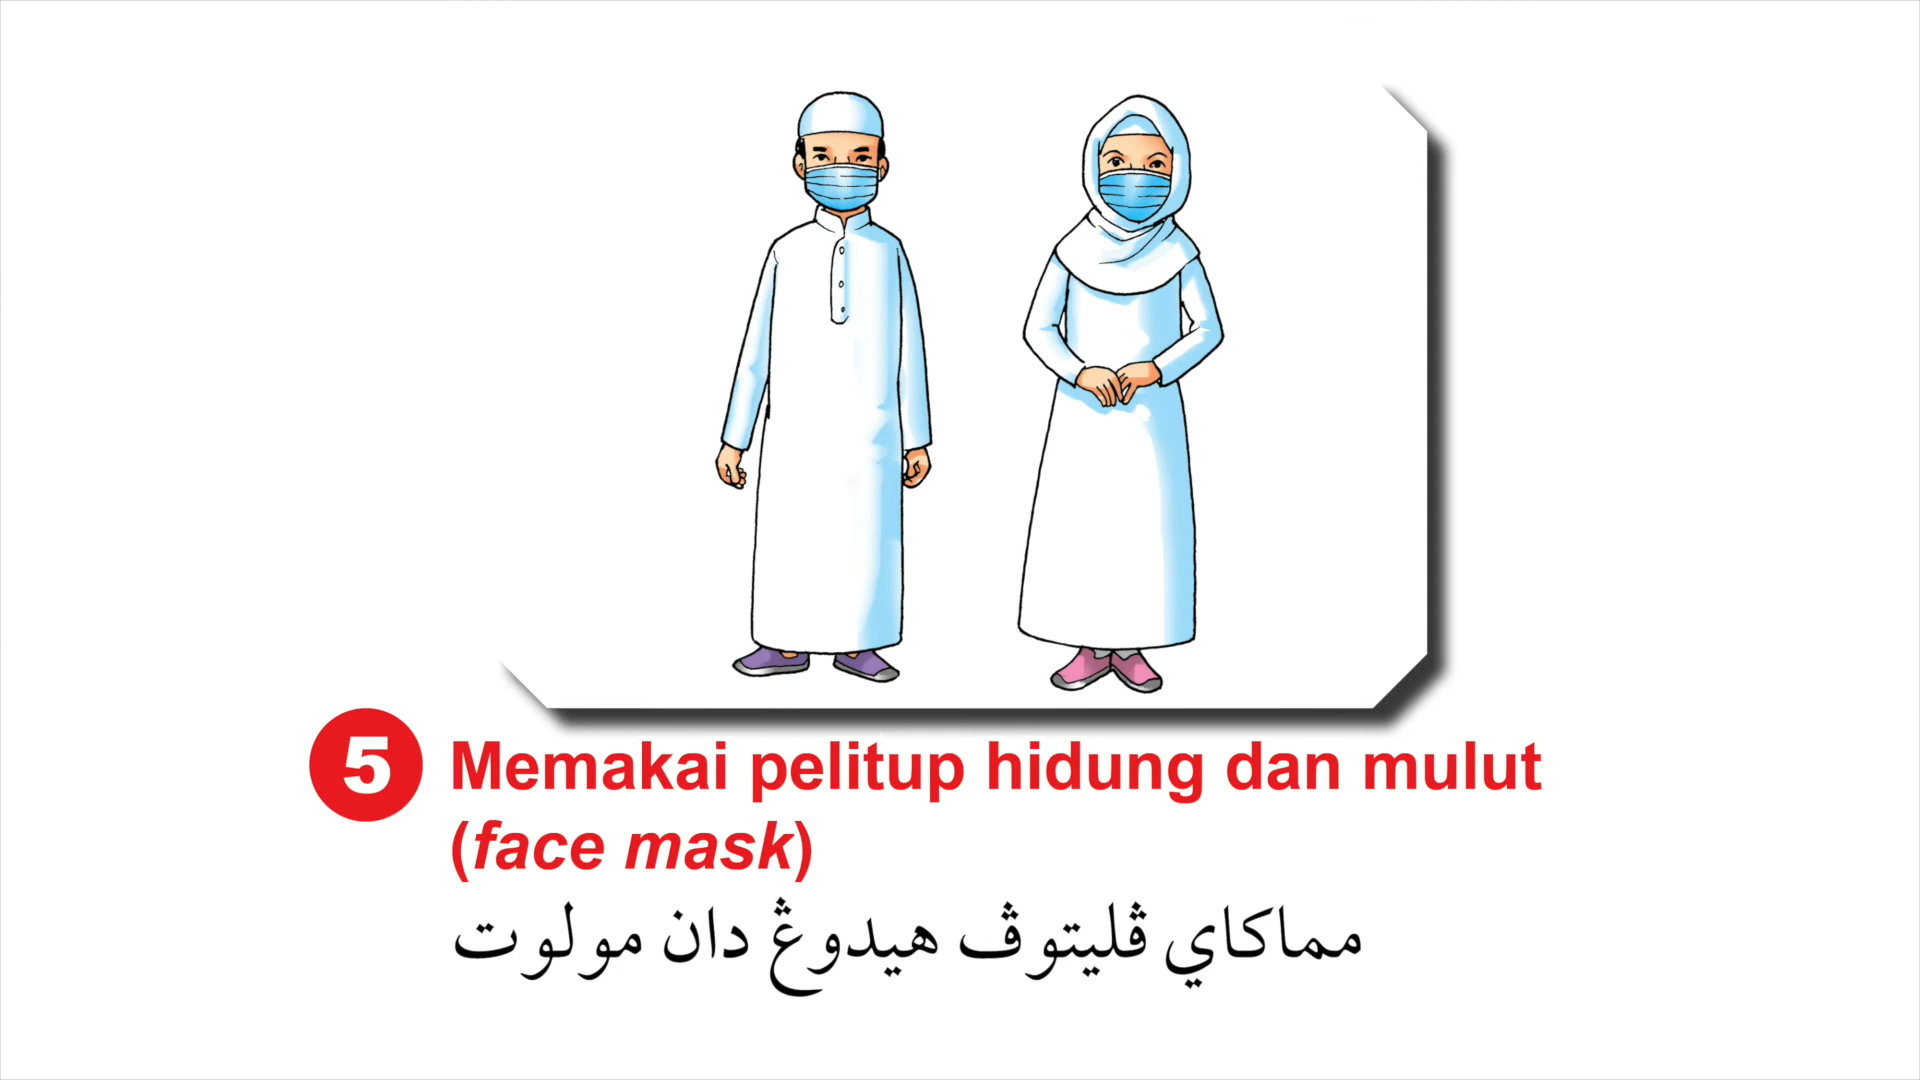 5 Memakai pelitup hidung dan mulut
(face mask)
مماكاي ڤليتوڤ هيدوڠ دان مولوت